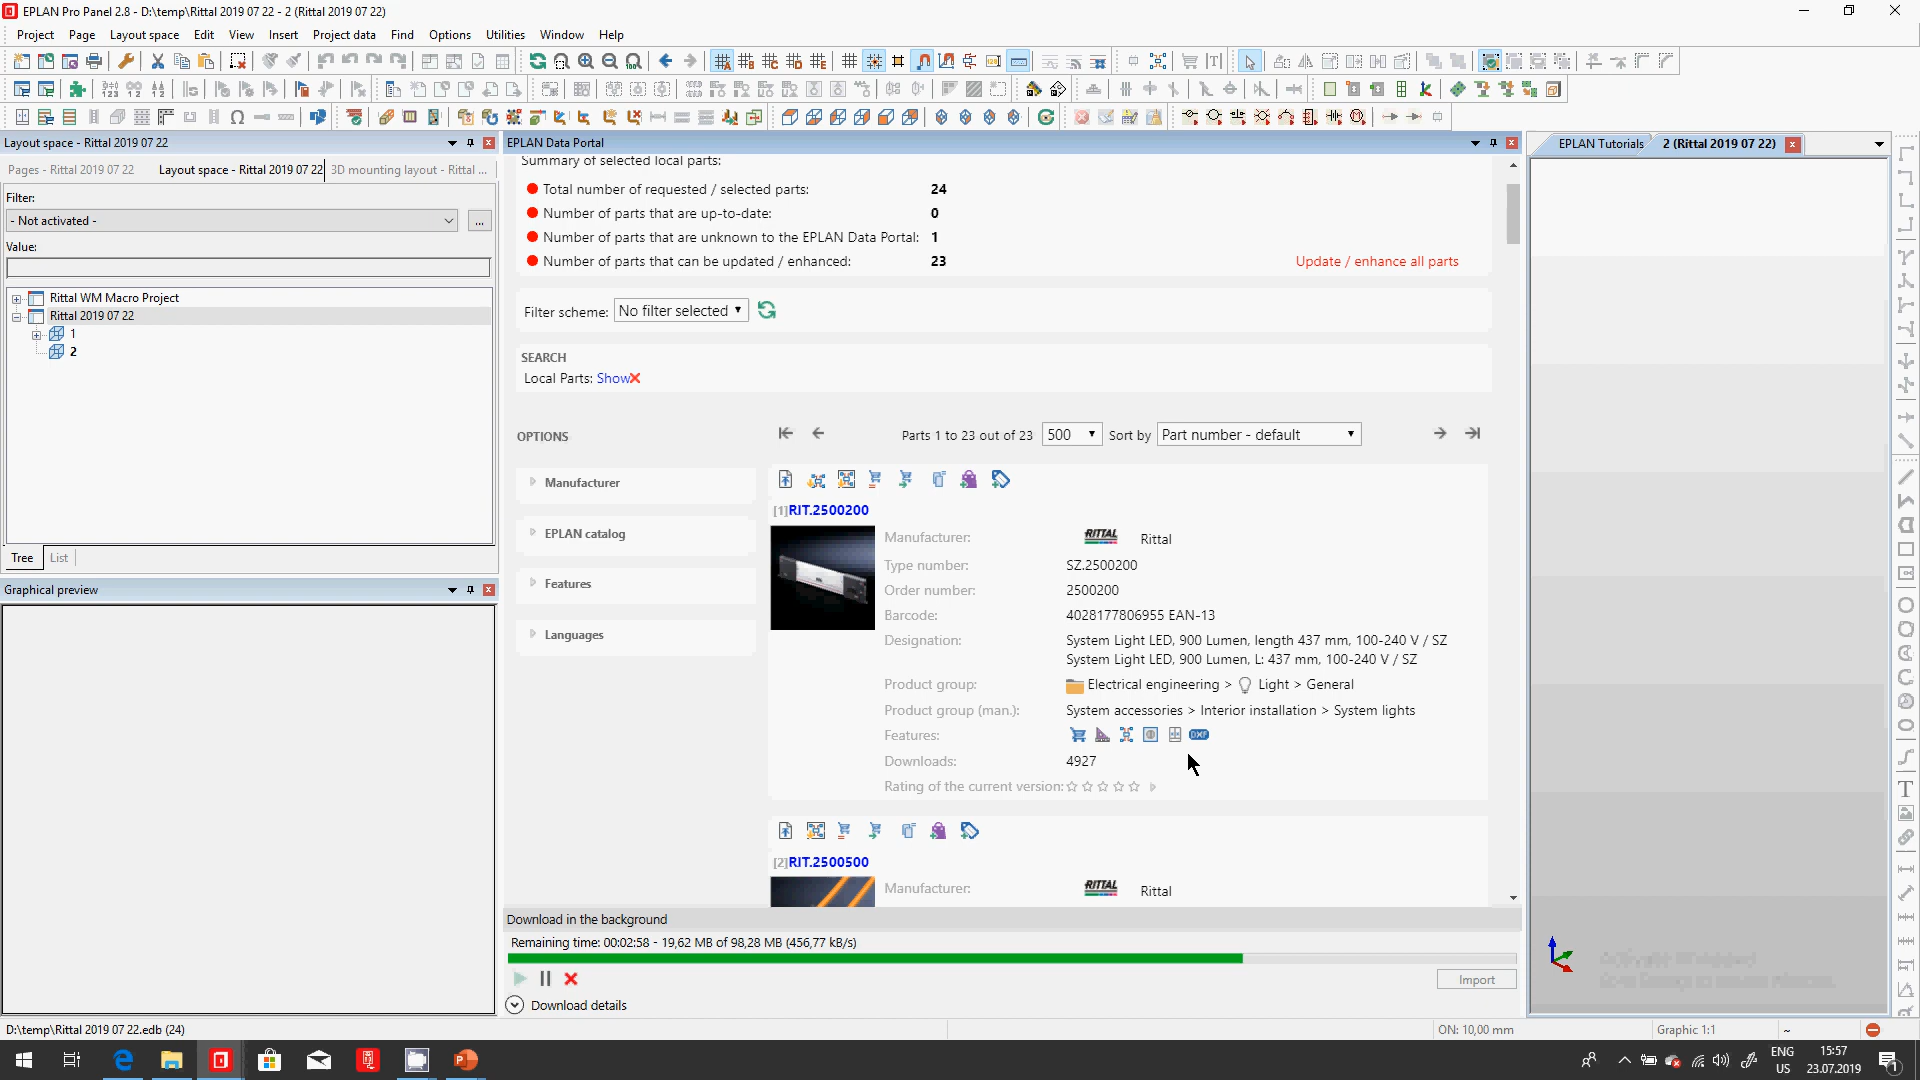 EPLAN Pro Panel 2.8 - D:\temp\Rittal 2019 07 22 - 2 (Rittal 2019 07 22)
Project Page Layout space Edit View Insert Project data Find Options Utilities Window Help
Layout space - Rittal 2019 07 22
Pages - Rittal 2019 07 22 Layout space - Rittal 2019 07 22 3D mounting layout - Rittal ...
Filter:
- Not activated -
...
Value:
Rittal WM Macro Project
Rittal 2019 07 22
1
2
Tree List
Graphical preview
EPLAN Data Portal
Summary of selected local parts:
Total number of requested / selected parts: 24
Number of parts that are up-to-date: 0
Number of parts that are unknown to the EPLAN Data Portal: 1
Number of parts that can be updated / enhanced: 23 Update / enhance all parts
Filter scheme: No filter selected
SEARCH
Local Parts: Show
OPTIONS
Manufacturer
EPLAN catalog
Features
Languages
Parts 1 to 23 out of 23 500 Sort by Part number - default
[1]RIT.2500200
Manufacturer: RITTAL Rittal
Type number: SZ.2500200
Order number: 2500200
Barcode: 4028177806955 EAN-13
Designation: System Light LED, 900 Lumen, length 437 mm, 100-240 V / SZ
System Light LED, 900 Lumen, L: 437 mm, 100-240 V / SZ
Product group: Electrical engineering > Light > General
Product group (man.): System accessories > Interior installation > System lights
Features: DXF
Downloads: 4927
Rating of the current version:
[2]RIT.2500500
Manufacturer: RITTAL Rittal
Download in the background
Remaining time: 00:02:58 - 19,62 MB of 98,28 MB (456,77 kB/s)
Import
Download details
EPLAN Tutorials 2 (Rittal 2019 07 22)
D:\temp\Rittal 2019 07 22.edb (24) ON: 10,00 mm Graphic 1:1 ~
ENG
US
15:57
23.07.2019
1